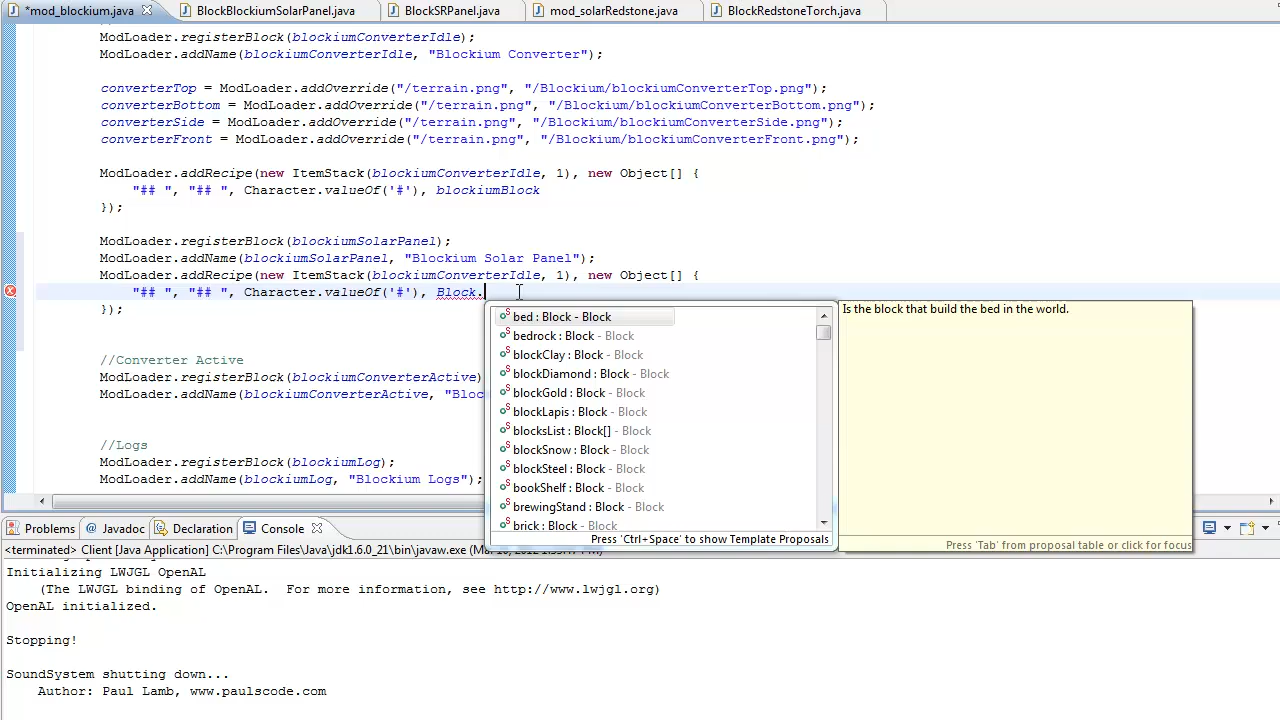 *mod_blockium.java BlockBlockiumSolarPanel.java BlockSRPanel.java mod_solarRedstone.java BlockRedstoneTorch.java
ModLoader.registerBlock(blockiumConverterIdle);
ModLoader.addName(blockiumConverterIdle, "Blockium Converter");
converterTop = ModLoader.addOverride("/terrain.png", "/Blockium/blockiumConverterTop.png");
converterBottom = ModLoader.addOverride("/terrain.png", "/Blockium/blockiumConverterBottom.png");
converterSide = ModLoader.addOverride("/terrain.png", "/Blockium/blockiumConverterSide.png");
converterFront = ModLoader.addOverride("/terrain.png", "/Blockium/blockiumConverterFront.png");
ModLoader.addRecipe(new ItemStack(blockiumConverterIdle, 1), new Object[] {
"## ", "## ", Character.valueOf('#'), blockiumBlock
});
ModLoader.registerBlock(blockiumSolarPanel);
ModLoader.addName(blockiumSolarPanel, "Blockium Solar Panel");
ModLoader.addRecipe(new ItemStack(blockiumConverterIdle, 1), new Object[] {
"## ", "## ", Character.valueOf('#'), Block.
});
bed : Block - Block
bedrock : Block - Block
blockClay : Block - Block
blockDiamond : Block - Block
blockGold : Block - Block
blockLapis : Block - Block
blocksList : Block[] - Block
blockSnow : Block - Block
blockSteel : Block - Block
bookShelf : Block - Block
brewingStand : Block - Block
brick : Block - Block
Press 'Ctrl+Space' to show Template Proposals
Is the block that build the bed in the world.
Press 'Tab' from proposal table or click for focus
//Converter Active
ModLoader.registerBlock(blockiumConverterActive)
ModLoader.addName(blockiumConverterActive, "Bloc
//Logs
ModLoader.registerBlock(blockiumLog);
ModLoader.addName(blockiumLog, "Blockium Logs");
Problems Javadoc Declaration Console
<terminated> Client [Java Application] C:\Program Files\Java\jdk1.6.0_21\bin\javaw.exe
Initializing LWJGL OpenAL
(The LWJGL binding of OpenAL. For more information, see http://www.lwjgl.org)
OpenAL initialized.
Stopping!
SoundSystem shutting down...
Author: Paul Lamb, www.paulscode.com